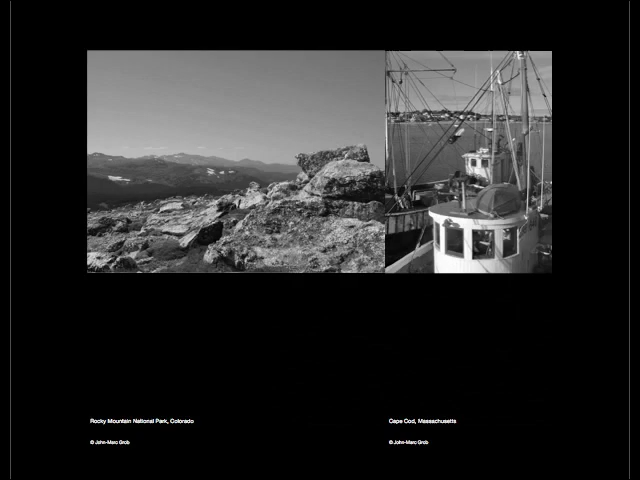 Rocky Mountain National Park, Colorado
© John-Marc Grob
Cape Cod, Massachusetts
© John-Marc Grob